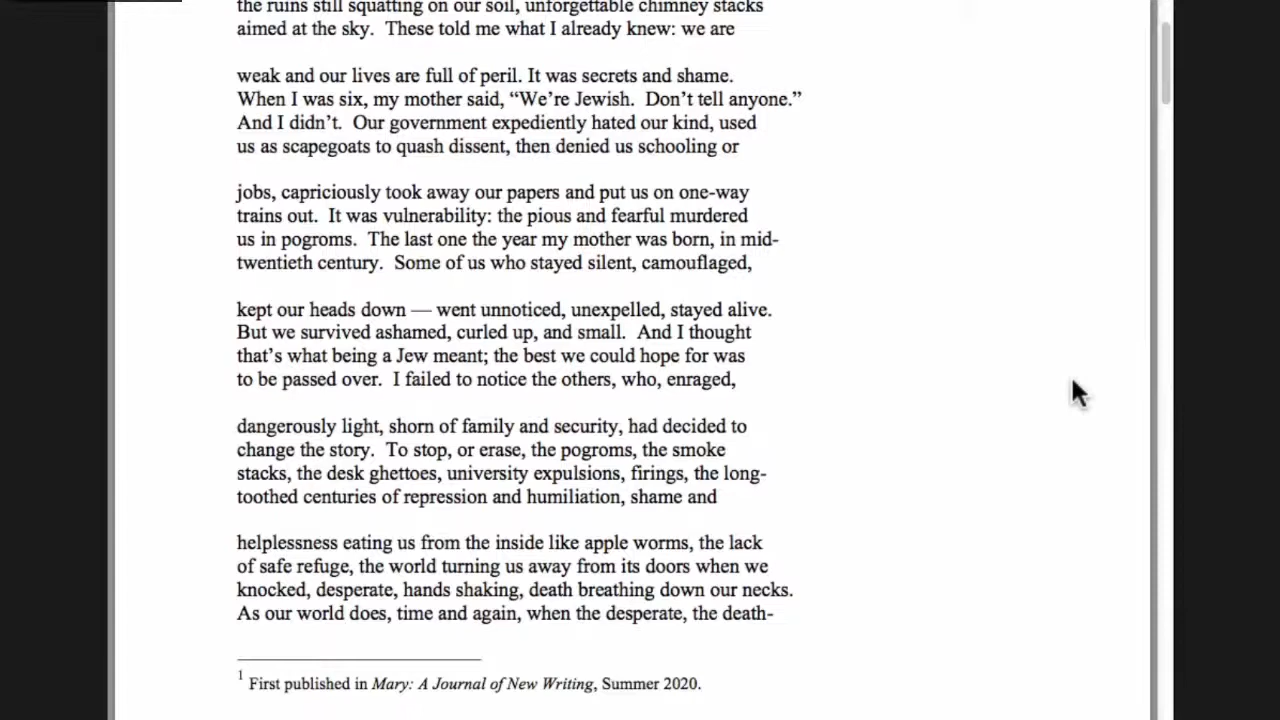 the ruins still squatting on our soil, unforgettable chimney stacks
aimed at the sky.  These told me what I already knew: we are
weak and our lives are full of peril. It was secrets and shame.
When I was six, my mother said, “We’re Jewish.  Don’t tell anyone.”
And I didn’t.  Our government expediently hated our kind, used
us as scapegoats to quash dissent, then denied us schooling or
jobs, capriciously took away our papers and put us on one-way
trains out.  It was vulnerability: the pious and fearful murdered
us in pogroms.  The last one the year my mother was born, in mid-
twentieth century.  Some of us who stayed silent, camouflaged,
kept our heads down — went unnoticed, unexpelled, stayed alive.
But we survived ashamed, curled up, and small.  And I thought
that’s what being a Jew meant; the best we could hope for was
to be passed over.  I failed to notice the others, who, enraged,
dangerously light, shorn of family and security, had decided to
change the story.  To stop, or erase, the pogroms, the smoke
stacks, the desk ghettoes, university expulsions, firings, the long-
toothed centuries of repression and humiliation, shame and
helplessness eating us from the inside like apple worms, the lack
of safe refuge, the world turning us away from its doors when we
knocked, desperate, hands shaking, death breathing down our necks.
As our world does, time and again, when the desperate, the death-
1 First published in Mary: A Journal of New Writing, Summer 2020.